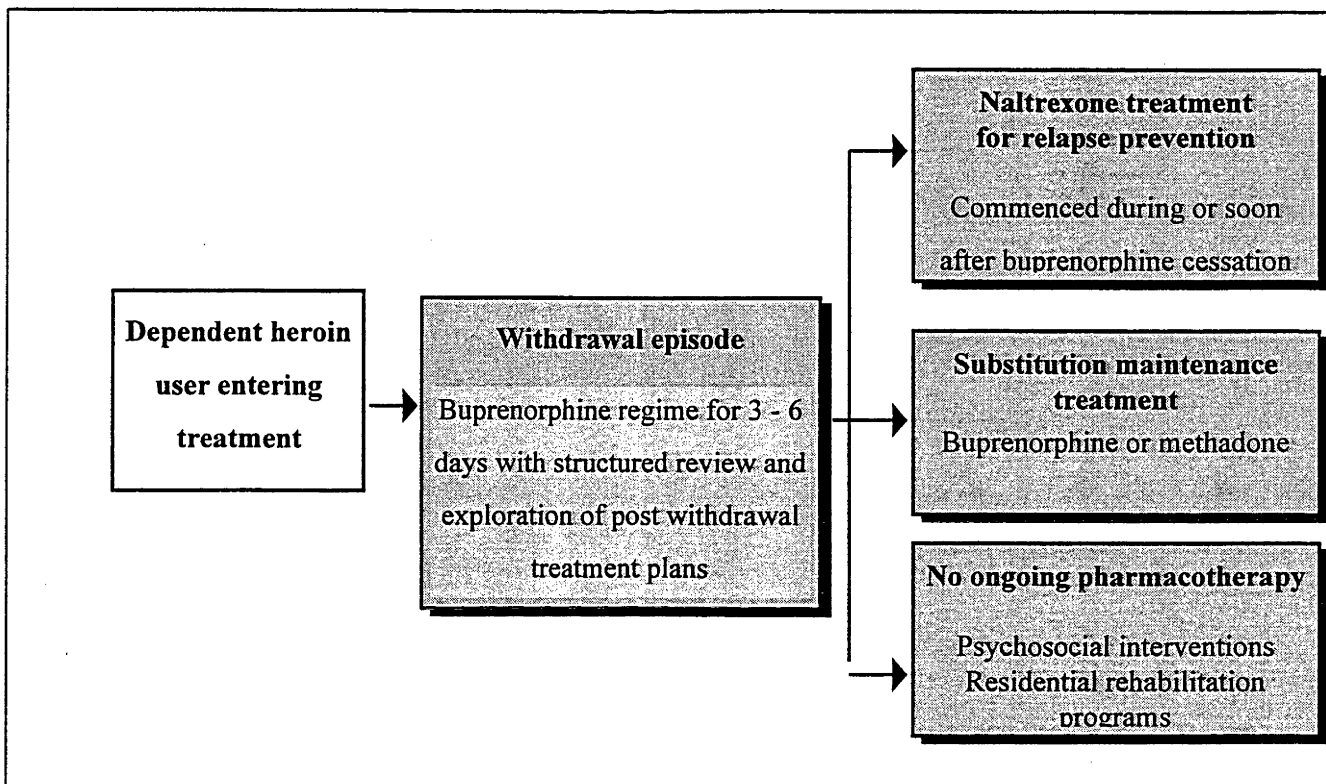 Dependent heroin
user entering
treatment
Withdrawal episode
Buprenorphine regime for 3 - 6
days with structured review and
exploration of post withdrawal
treatment plans
Naltrexone treatment
for relapse prevention
Commenced during or soon
after buprenorphine cessation
Substitution maintenance
treatment
Buprenorphine or methadone
No ongoing pharmacotherapy
Psychosocial interventions
Residential rehabilitation
programs